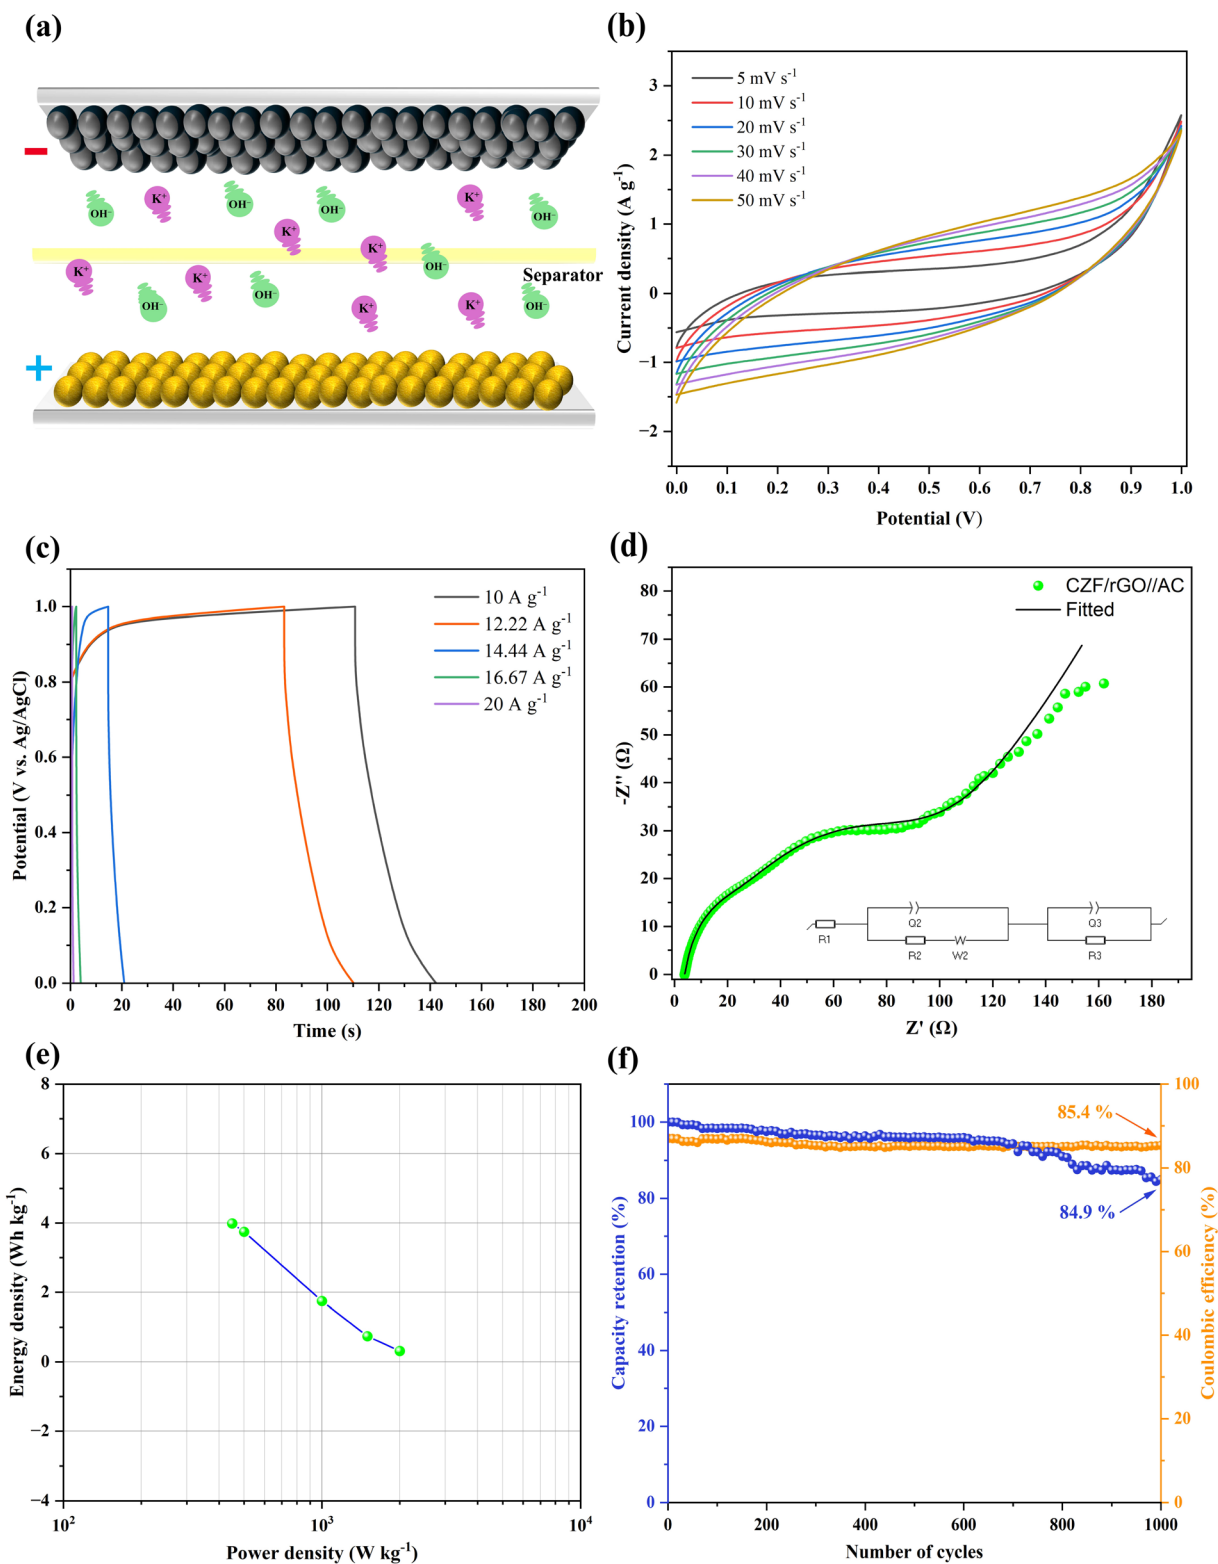 (a)
−
OH⁻
K⁺
OH⁻
OH⁻
K⁺
OH⁻
K⁺
K⁺
OH⁻
K⁺
K⁺
Separator
OH⁻
OH⁻
K⁺
K⁺
OH⁻
+
(b)
5 mV s⁻¹
10 mV s⁻¹
20 mV s⁻¹
30 mV s⁻¹
40 mV s⁻¹
50 mV s⁻¹
3
2
1
0
−1
−2
Current density (A g⁻¹)
0.0 0.1 0.2 0.3 0.4 0.5 0.6 0.7 0.8 0.9 1.0
Potential (V)
(c)
10 A g⁻¹
12.22 A g⁻¹
14.44 A g⁻¹
16.67 A g⁻¹
20 A g⁻¹
1.0
0.8
0.6
0.4
0.2
0.0
Potential (V vs. Ag/AgCl)
0 20 40 60 80 100 120 140 160 180 200
Time (s)
(d)
CZF/rGO//AC
Fitted
80
70
60
50
40
30
20
10
0
-Z'' (Ω)
R1
Q2
R2 W2
Q3
R3
0 20 40 60 80 100 120 140 160 180
Z' (Ω)
(e)
8
6
4
2
0
−2
−4
Energy density (Wh kg⁻¹)
10² 10³ 10⁴
Power density (W kg⁻¹)
(f)
100
80
60
40
20
0
Capacity retention (%)
85.4 %
84.9 %
100
80
60
40
20
0
Coulombic efficiency (%)
0 200 400 600 800 1000
Number of cycles